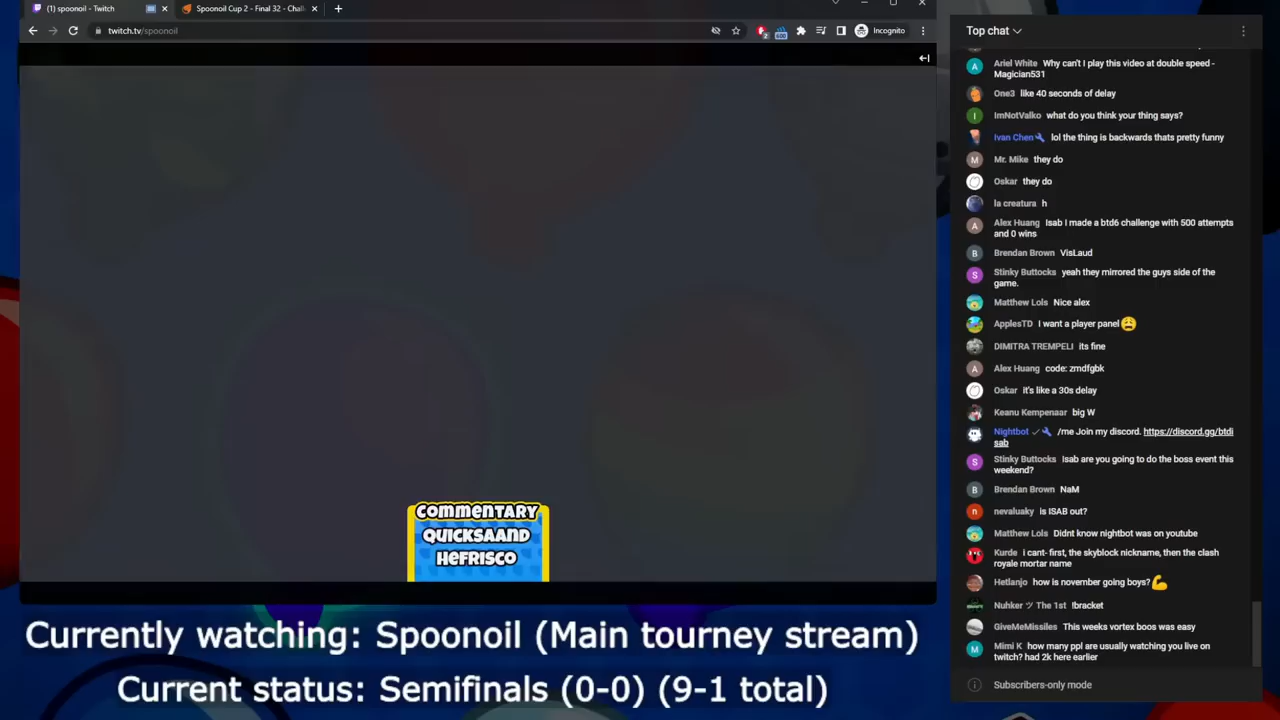 (1) spoonoil - Twitch
Spoonoil Cup 2 - Final 32 - Chall
twitch.tv/spoonoil
Incognito
COMMENTARY
QUICKSAAND
HEFRISCO
Currently watching: Spoonoil (Main tourney stream)
Current status: Semifinals (0-0) (9-1 total)
Top chat
Ariel White Why can't I play this video at double speed -
Magician531
One3 like 40 seconds of delay
ImNotValko what do you think your thing says?
Ivan Chen lol the thing is backwards thats pretty funny
Mr. Mike they do
Oskar they do
la creatura h
Alex Huang Isab I made a btd6 challenge with 500 attempts
and 0 wins
Brendan Brown VisLaud
Stinky Buttocks yeah they mirrored the guys side of the
game.
Matthew Lols Nice alex
ApplesTD I want a player panel
DIMITRA TREMPELI its fine
Alex Huang code: zmdfgbk
Oskar it's like a 30s delay
Keanu Kempenaar big W
Nightbot /me Join my discord. https://discord.gg/btdi
sab
Stinky Buttocks Isab are you going to do the boss event this
weekend?
Brendan Brown NaM
nevaluaky is ISAB out?
Matthew Lols Didnt know nightbot was on youtube
Kurde i cant- first, the skyblock nickname, then the clash
royale mortar name
Hetlanjo how is november going boys?
Nuhker ツ The 1st !bracket
GiveMeMissiles This weeks vortex boos was easy
Mimi K how many ppl are usually watching you live on
twitch? had 2k here earlier
Subscribers-only mode